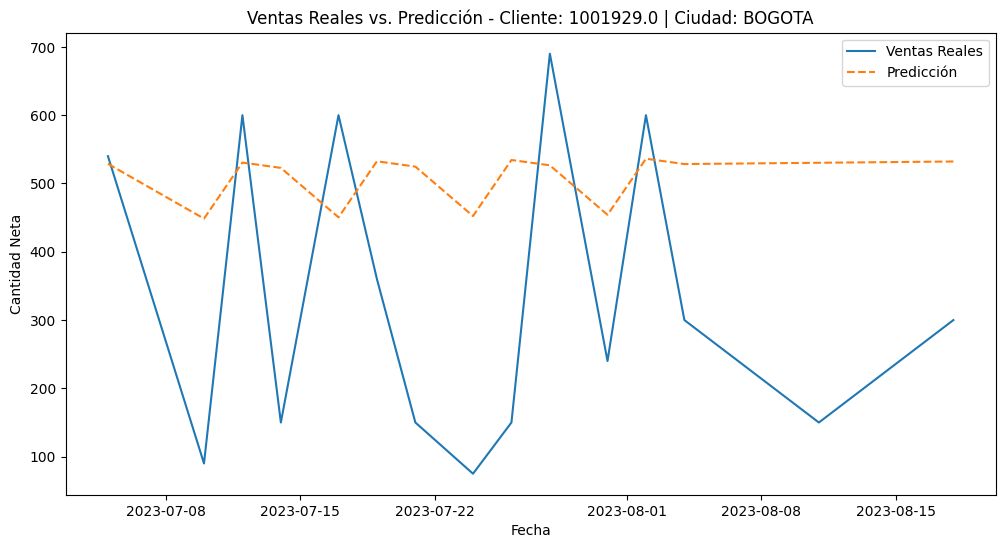 Ventas Reales vs. Predicción - Cliente: 1001929.0 | Ciudad: BOGOTA
Ventas Reales
Predicción
Cantidad Neta
700
600
500
400
300
200
100
2023-07-08
2023-07-15
2023-07-22
2023-08-01
2023-08-08
2023-08-15
Fecha